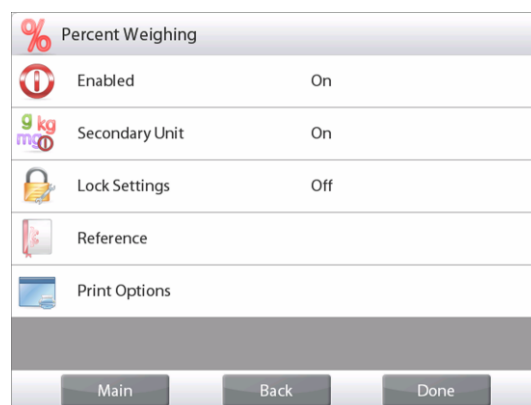 % Percent Weighing
Enabled On
g kg
mg
Secondary Unit On
Lock Settings Off
Reference
Print Options
Main Back Done